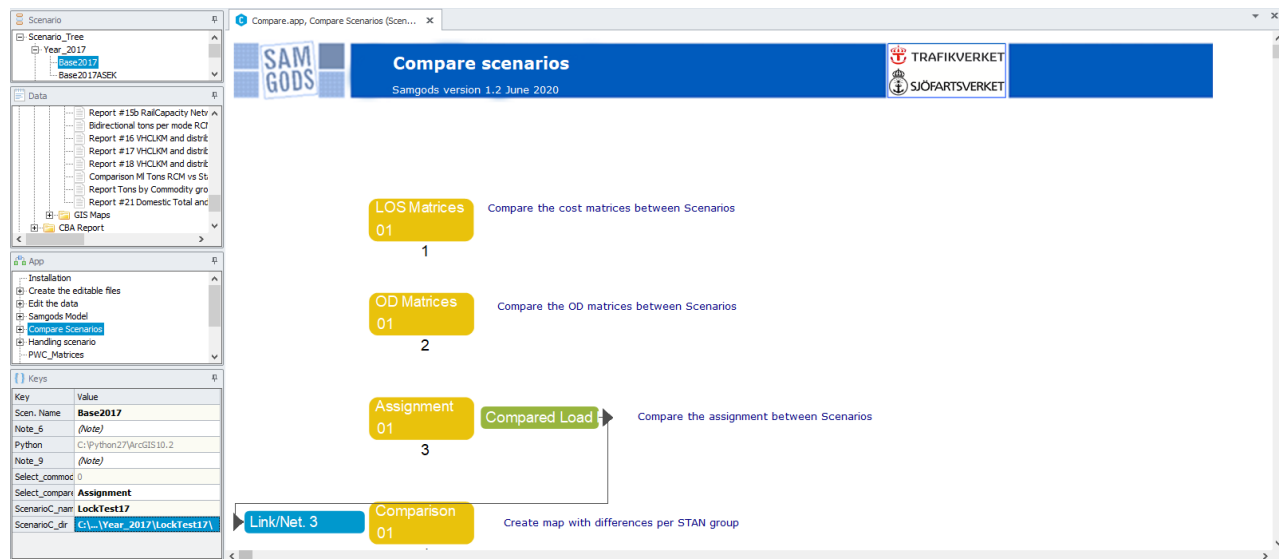 Scenario
Scenario_Tree
Year_2017
Base2017
Base2017ASEK
Data
Report #15b RailCapacity Netv
Bidirectional tons per mode RCM
Report #16 VHCLKM and distrib
Report #17 VHCLKM and distrib
Report #18 VHCLKM and distrib
Comparison Ml Tons RCM vs Sta
Report Tons by Commodity gro
Report #21 Domestic Total and
GIS Maps
CBA Report
App
Installation
Create the editable files
Edit the data
Samgods Model
Compare Scenarios
Handling scenario
PWC_Matrices
Keys
Key Value
Scen. Name Base2017
Note_6 (Note)
Python C:\Python27\ArcGIS10.2
Note_9 (Note)
Select_commod 0
Select_compare Assignment
ScenarioC_nam LockTest17
ScenarioC_dir C:\...\Year_2017\LockTest17\
Compare.app, Compare Scenarios (Scen...
SAM
GODS
Compare scenarios
Samgods version 1.2 June 2020
TRAFIKVERKET
SJÖFARTSVERKET
LOS Matrices
01
1
Compare the cost matrices between Scenarios
OD Matrices
01
2
Compare the OD matrices between Scenarios
Assignment
01
3
Compared Load
Compare the assignment between Scenarios
Link/Net. 3
Comparison
01
Create map with differences per STAN group